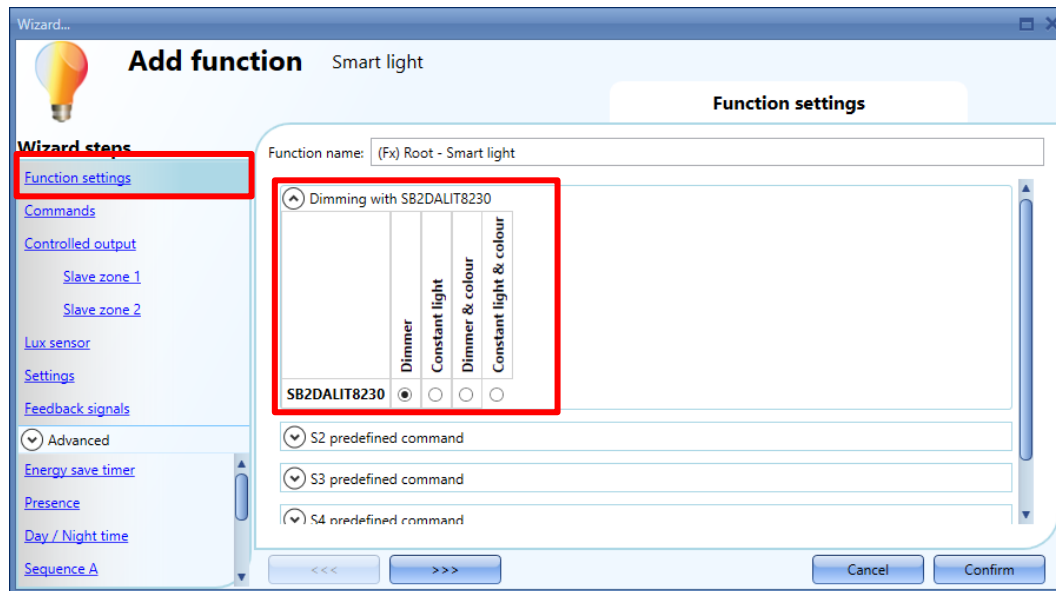 Wizard...
Add function Smart light
Function settings
Wizard steps
Function settings
Commands
Controlled output
Slave zone 1
Slave zone 2
Lux sensor
Settings
Feedback signals
Advanced
Energy save timer
Presence
Day / Night time
Sequence A
Function name: (Fx) Root - Smart light
Dimming with SB2DALIT8230
Dimmer
Constant light
Dimmer & colour
Constant light & colour
SB2DALIT8230
S2 predefined command
S3 predefined command
S4 predefined command
<<< >>> Cancel Confirm